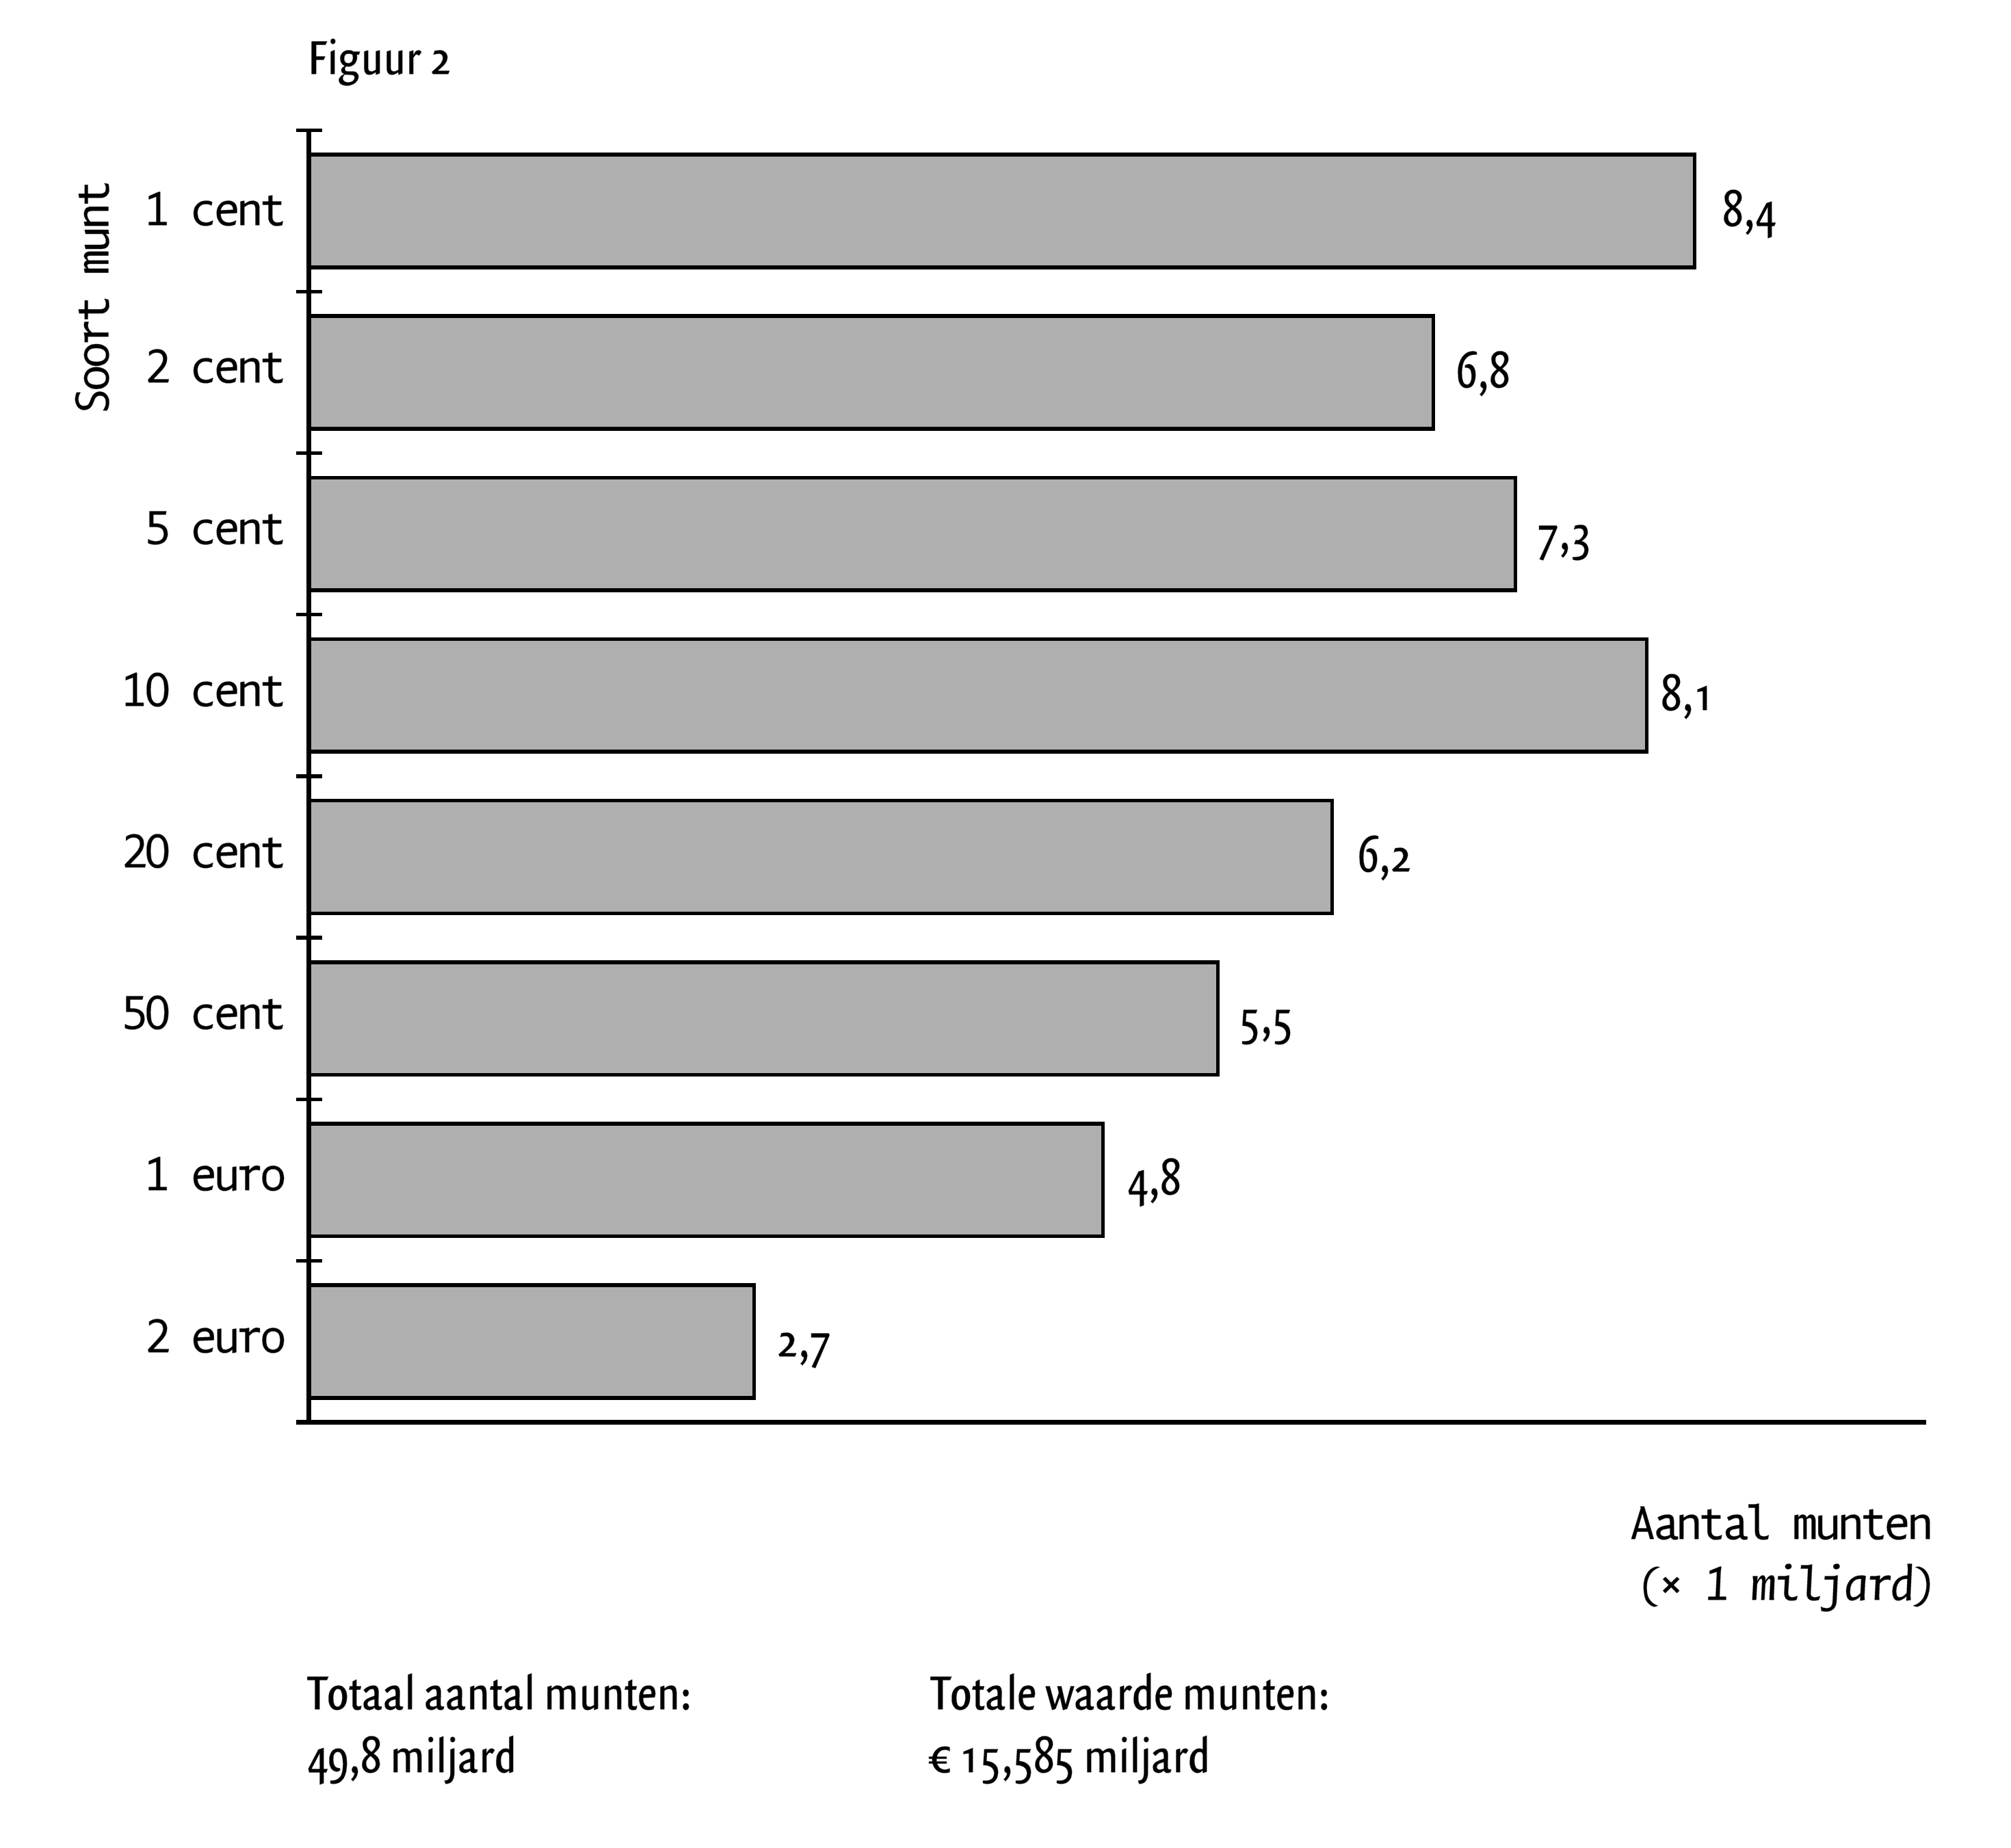 Figuur 2
Soort munt
1 cent
8,4
2 cent
6,8
5 cent
7,3
10 cent
8,1
20 cent
6,2
50 cent
5,5
1 euro
4,8
2 euro
2,7
Aantal munten
(× 1 miljard)
Totaal aantal munten:
49,8 miljard
Totale waarde munten:
€ 15,585 miljard